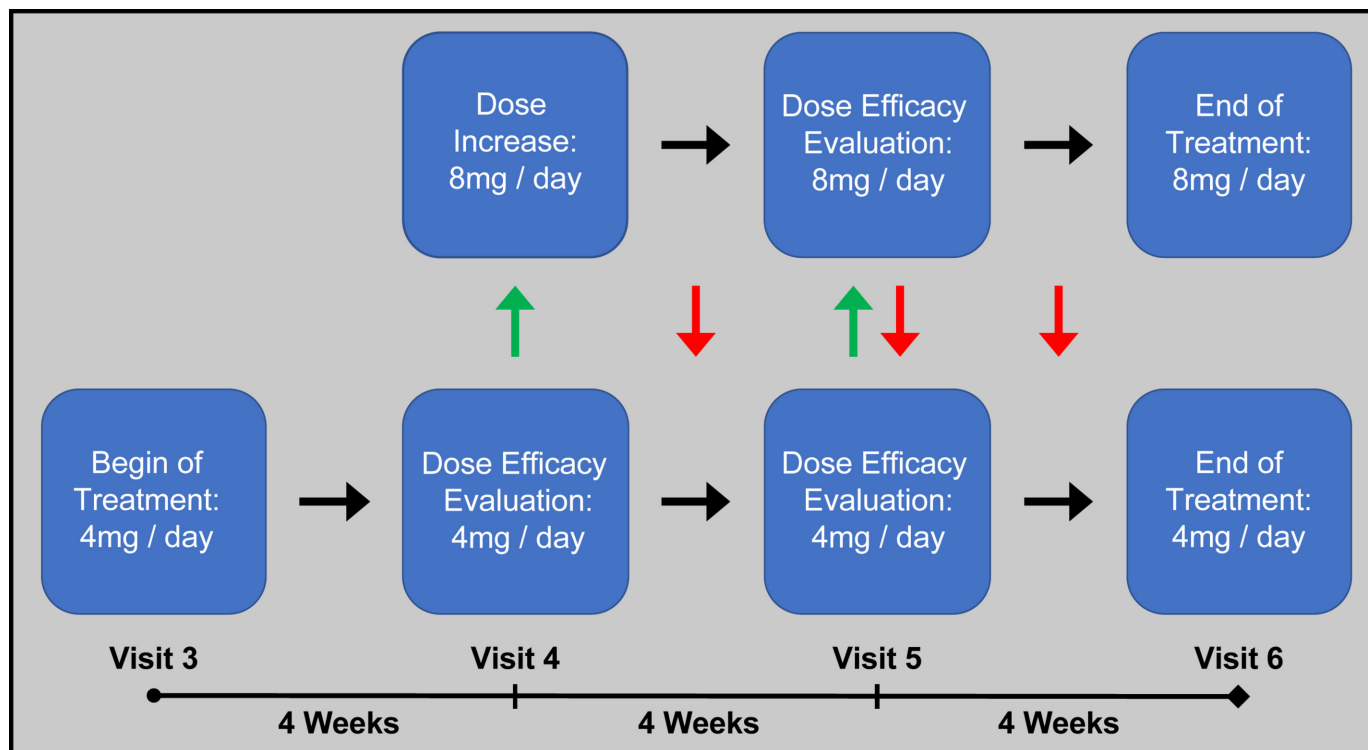 Dose
Increase:
8mg / day
Dose Efficacy
Evaluation:
8mg / day
End of
Treatment:
8mg / day
Begin of
Treatment:
4mg / day
Dose Efficacy
Evaluation:
4mg / day
Dose Efficacy
Evaluation:
4mg / day
End of
Treatment:
4mg / day
Visit 3
Visit 4
Visit 5
Visit 6
4 Weeks
4 Weeks
4 Weeks